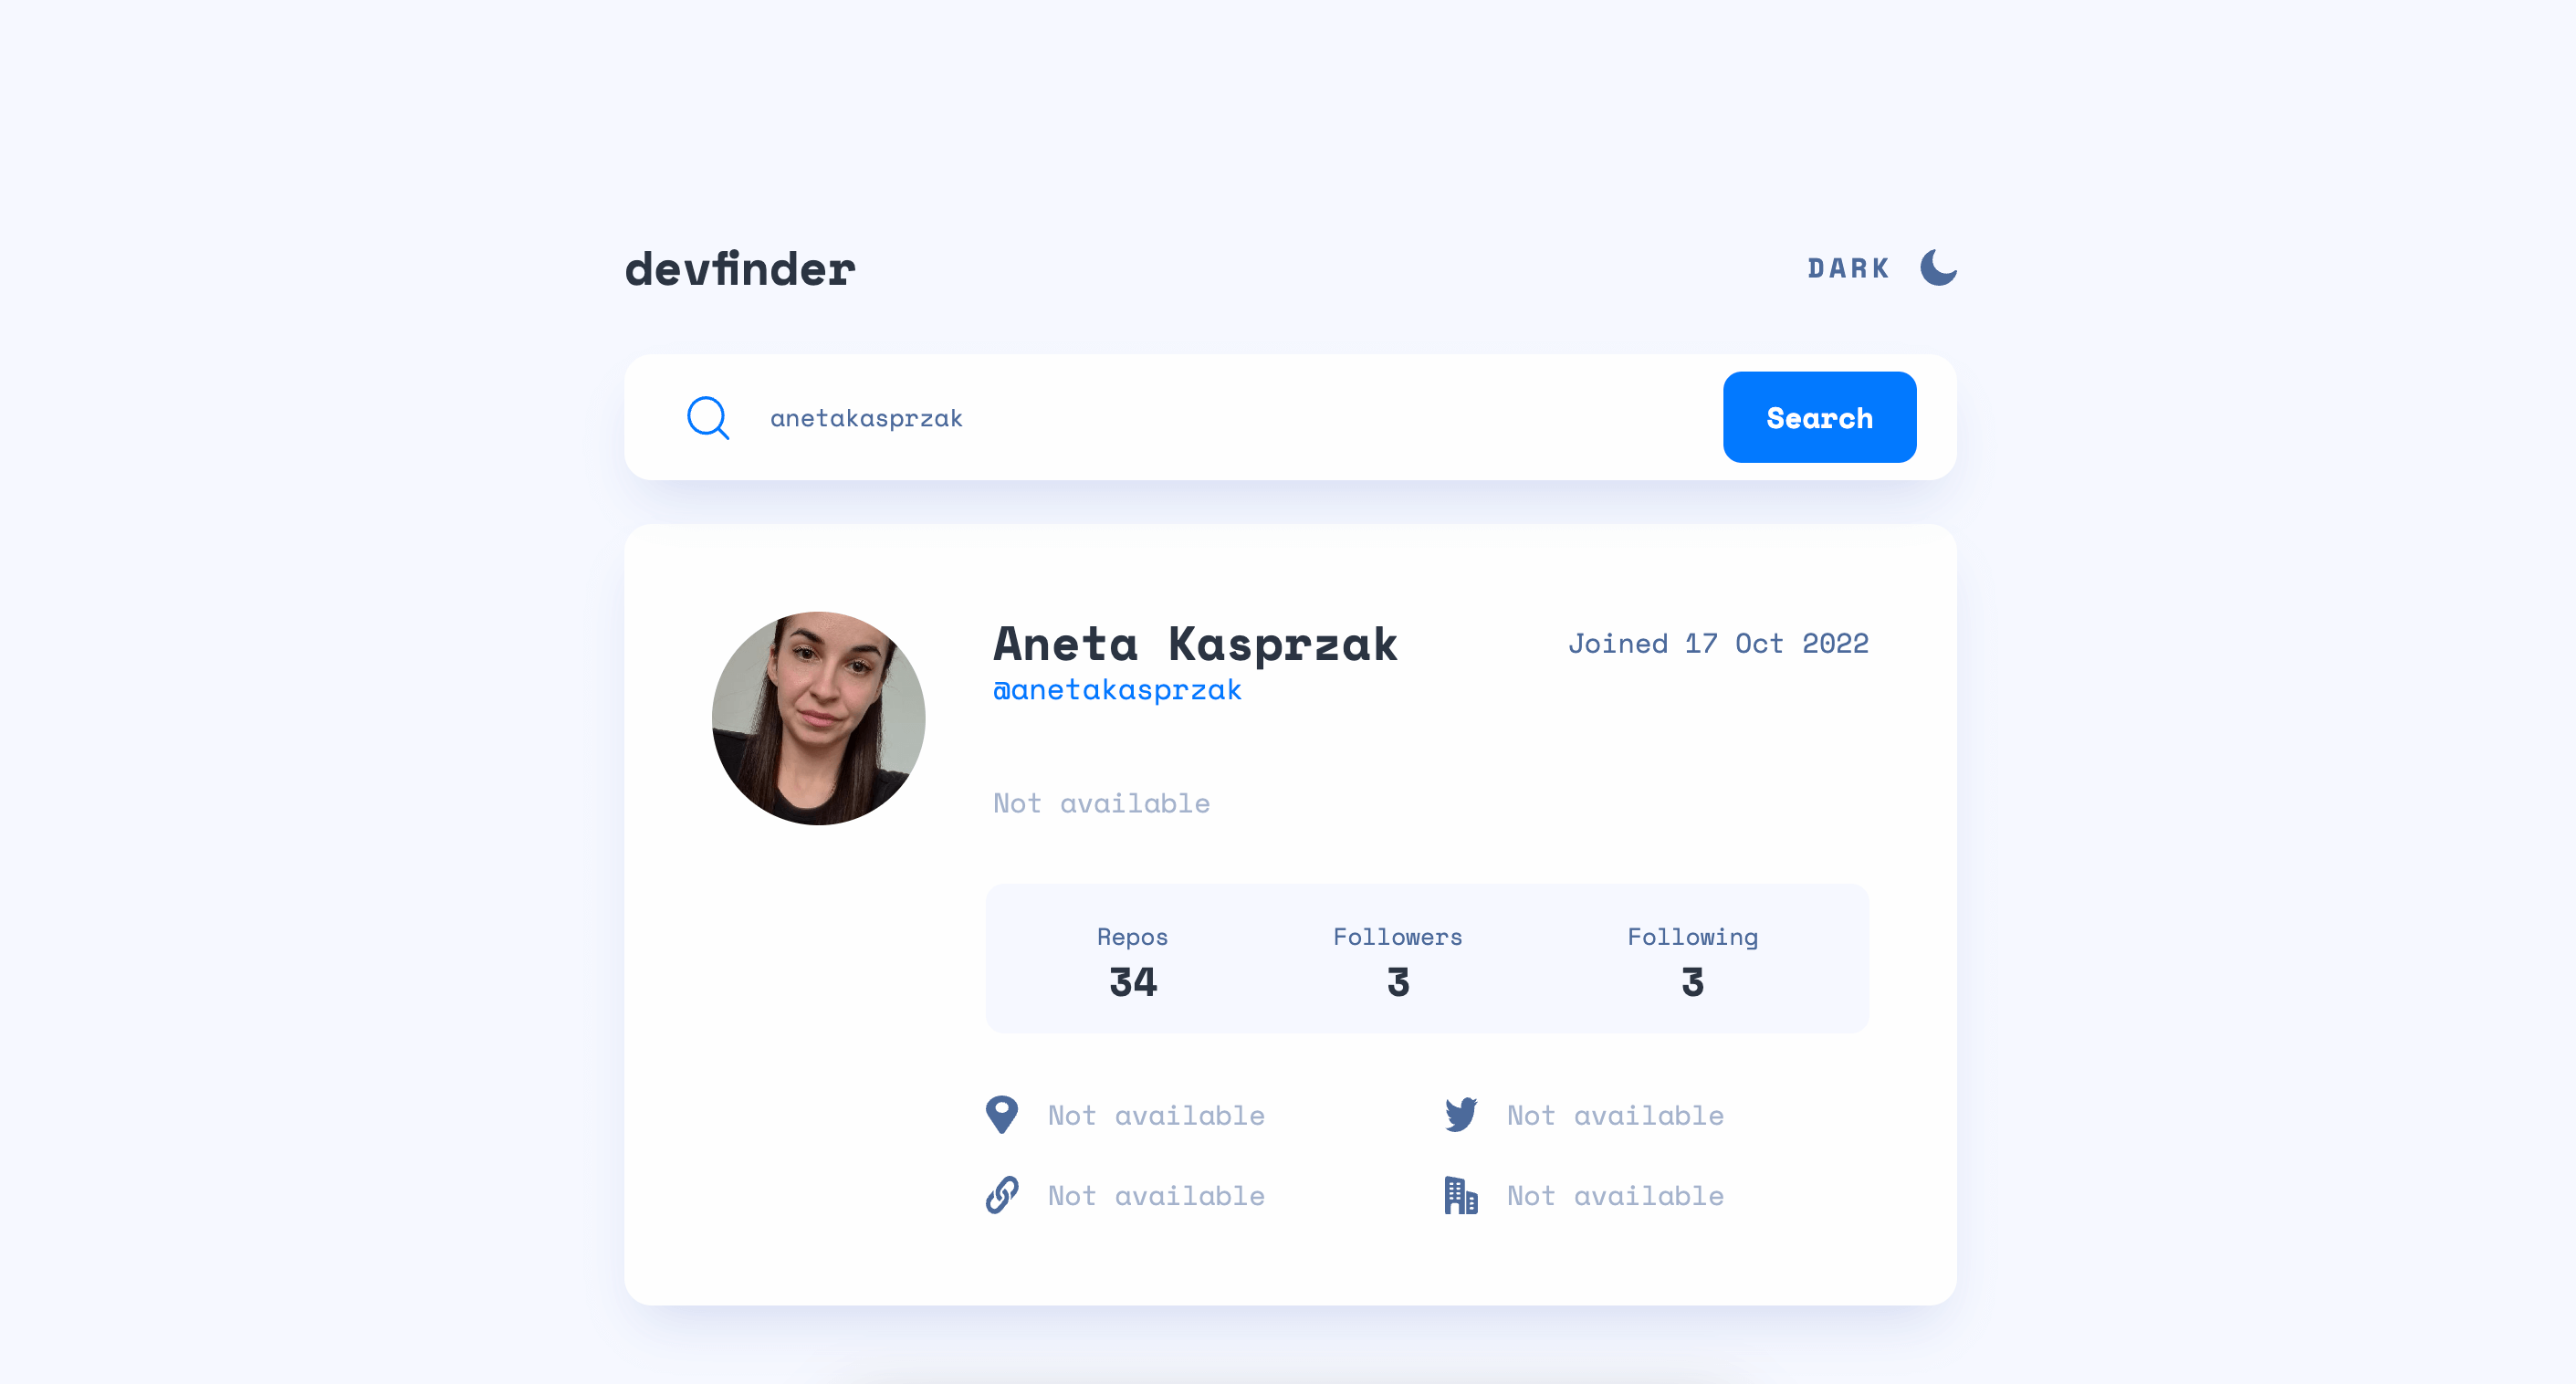 devfinder
DARK
anetakasprzak
Search
Aneta Kasprzak
Joined 17 Oct 2022
@anetakasprzak
Not available
Repos
Followers
Following
34
3
3
Not available
Not available
Not available
Not available